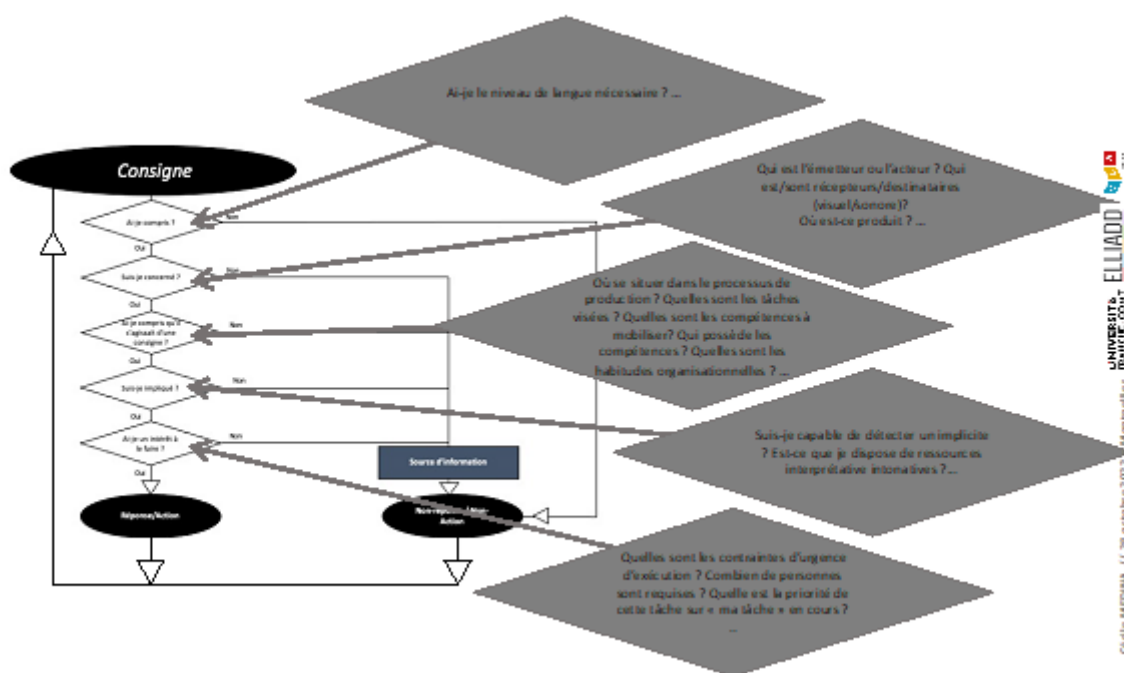 Ai-je le niveau de langue nécessaire ? ...
Consigne
Qui est l'émetteur ou l'acteur ? Qui
est/sont récepteurs/destinataires
(visuel/sonore)?
Où est-ce produit ? ...
Ai je compris ?
Non
Oui
Suis je concerné ?
Non
Oui
Où se situer dans le processus de
production ? Quelles sont les tâches
visées ? Quelles sont les compétences à
mobiliser? Qui possède les
compétences ? Quelles sont les
habitudes organisationnelles ? ...
Ai je compris qu'il
s'agissait d'une
consigne ?
Non
Oui
Suis je impliqué ?
Non
Oui
Suis-je capable de détecter un implicite
? Est-ce que je dispose de ressources
interprétative intonatives ?...
Ai je un intérêt à
le faire ?
Non
Oui
Source d'information
Réponse/Action
Non-réponse / Non-
Action
Quelles sont les contraintes d'urgence
d'exécution ? Combien de personnes
sont requises ? Quelle est la priorité de
cette tâche sur « ma tâche » en cours ?
...
ELLIADD